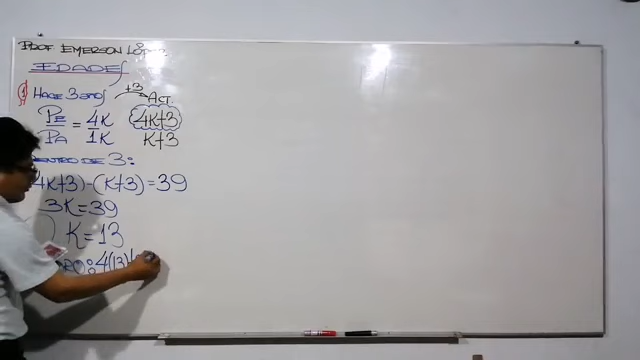 PROF EMERSON LÓPEZ
EDADES
1 HACE 3 AÑOS +3 ACT.
PE/PA = 4K/1K 4K+3
K+3
DENTRO DE 3:
4K+3)-(K+3)=39
3K=39
K=13
4(13)